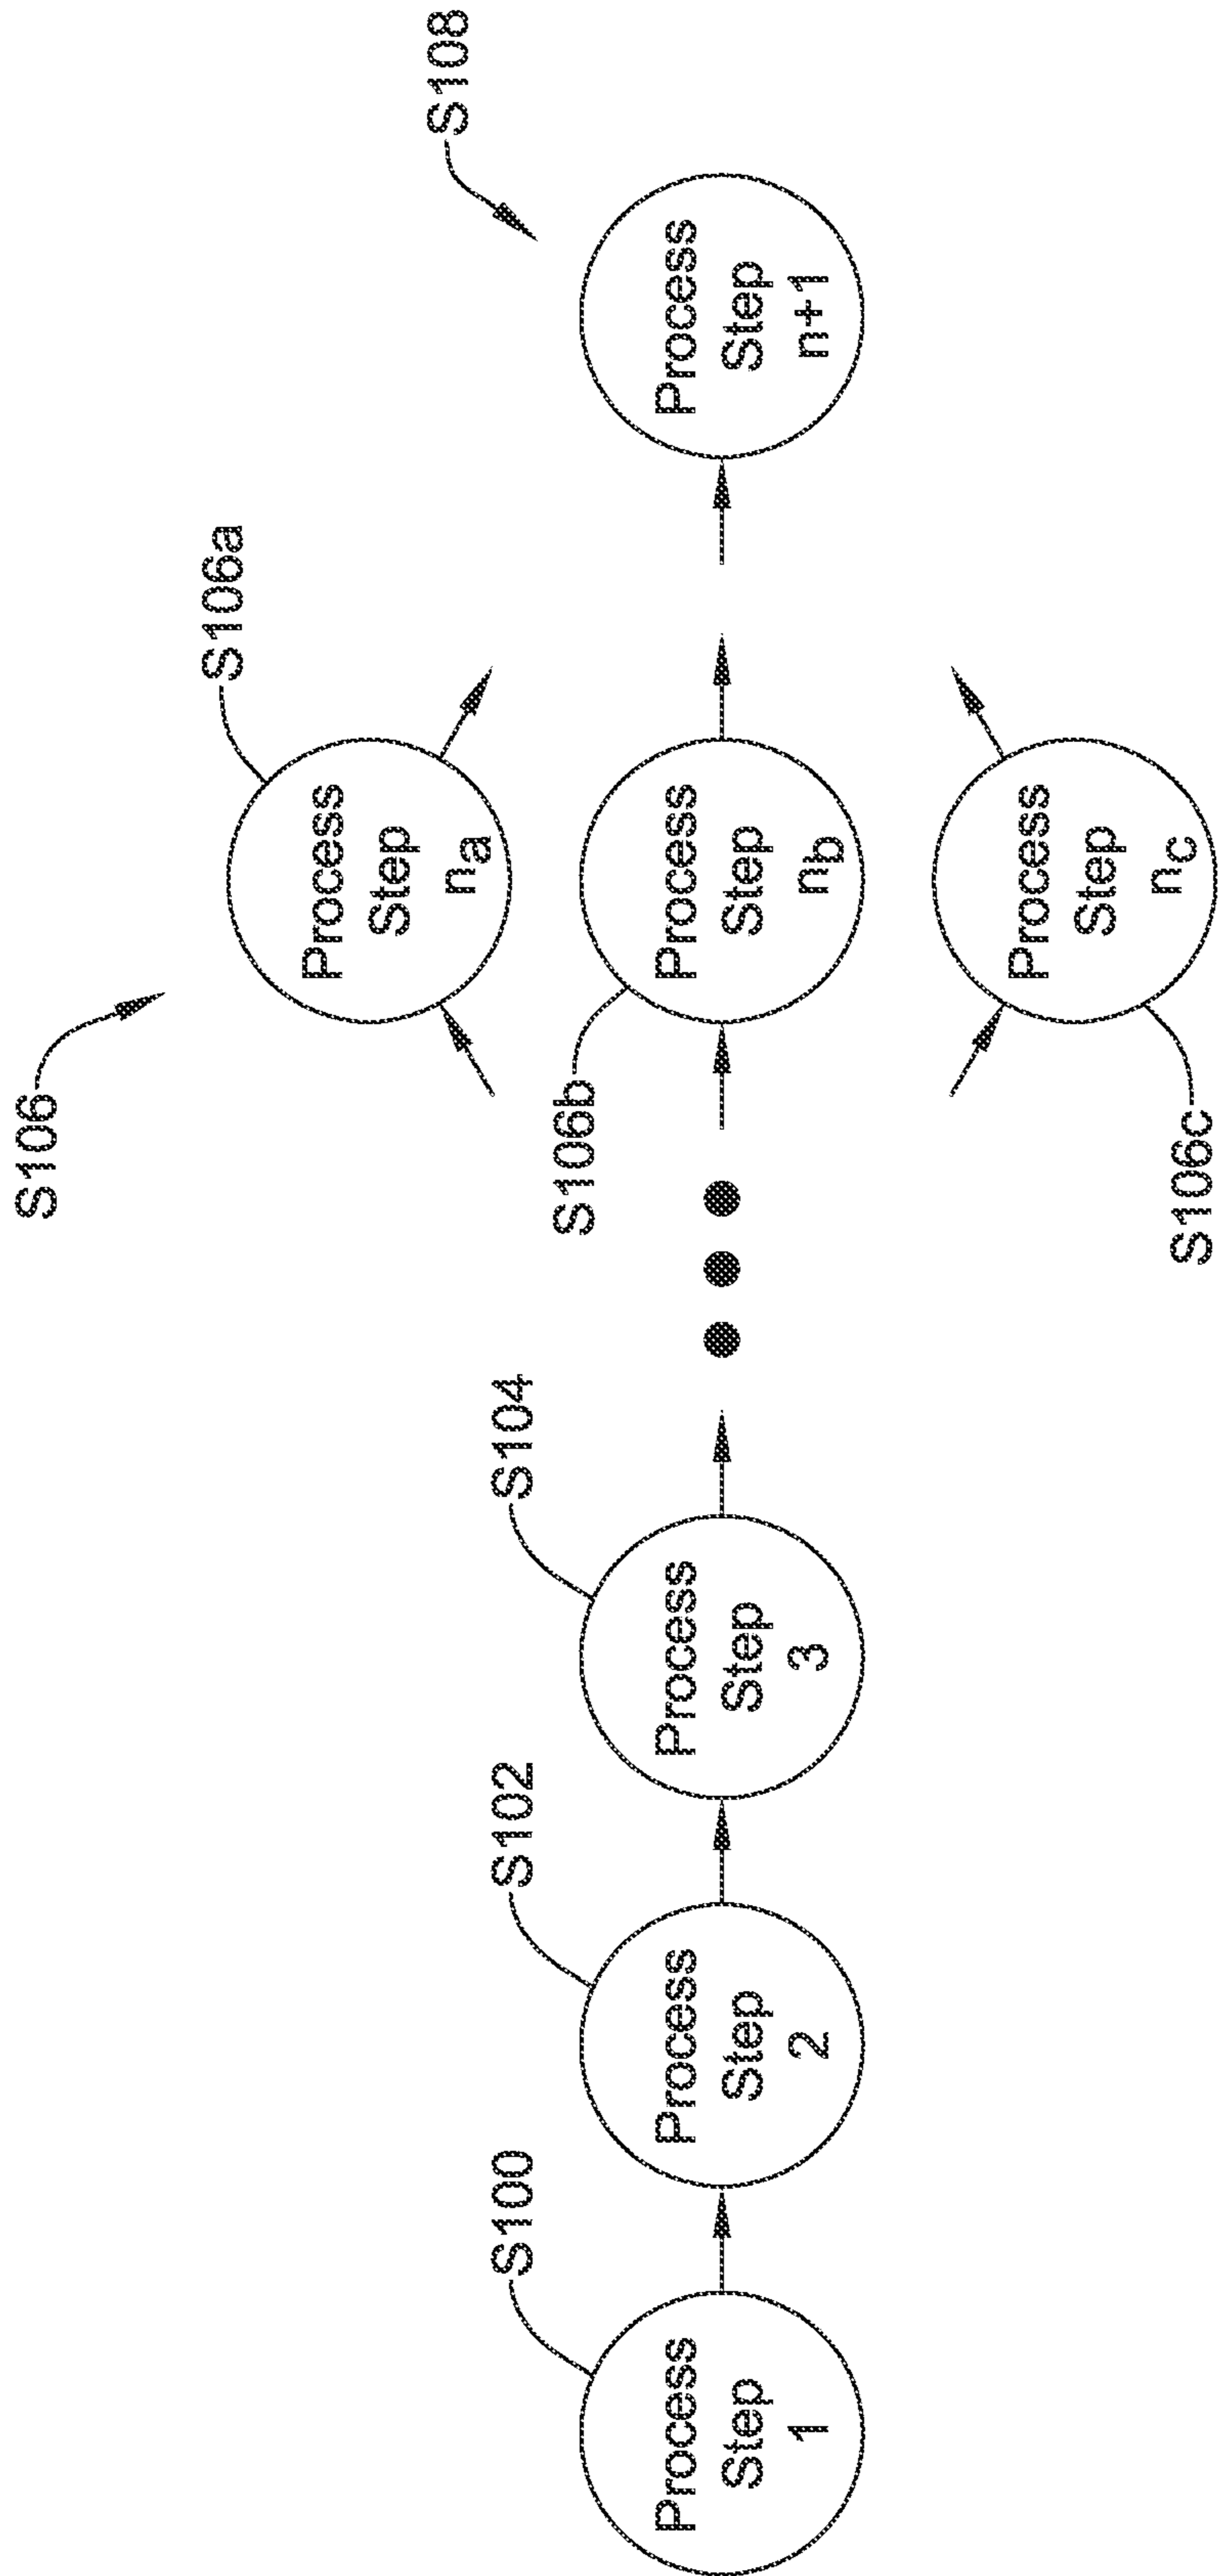 S100
Process
Step
1
S102
Process
Step
2
S104
Process
Step
3
S106
S106a
Process
Step
na
S106b
Process
Step
nb
S106c
Process
Step
nc
S108
Process
Step
n+1